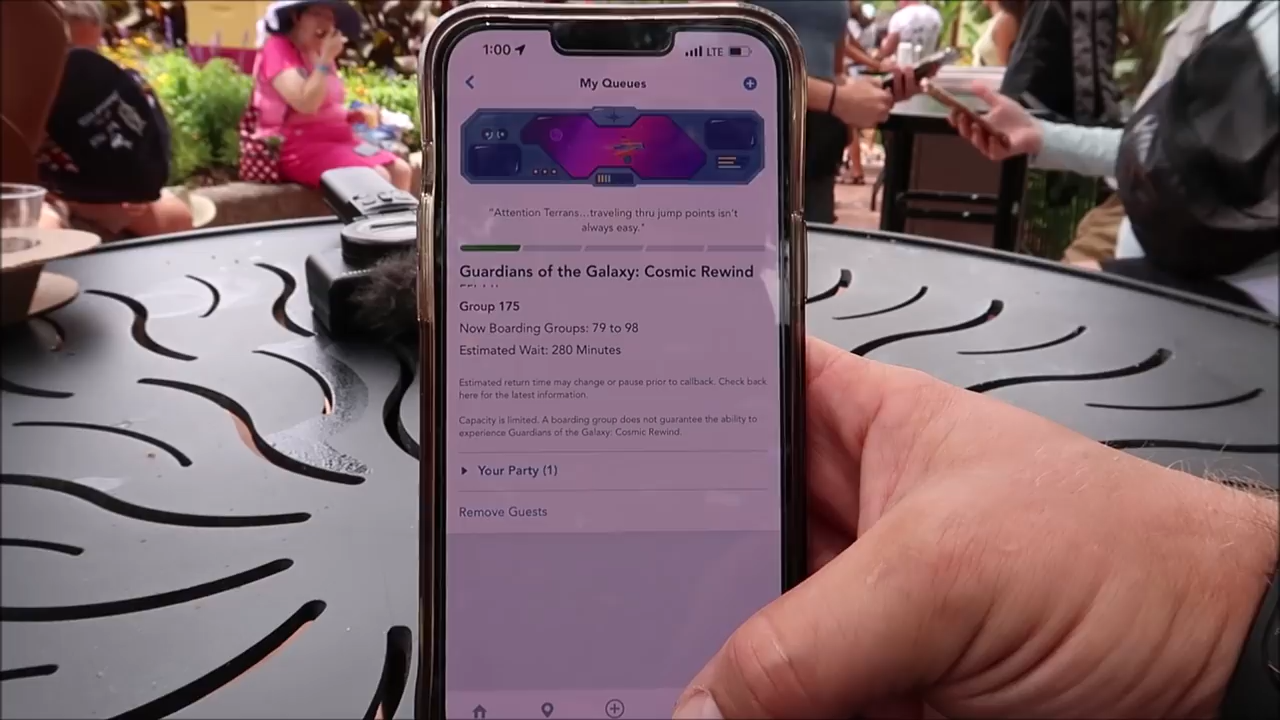 1:00
LTE
My Queues
"Attention Terrans...traveling thru jump points isn't
always easy."
Guardians of the Galaxy: Cosmic Rewind
Group 175
Now Boarding Groups: 79 to 98
Estimated Wait: 280 Minutes
Estimated return time may change or pause prior to callback. Check back
here for the latest information.
Capacity is limited. A boarding group does not guarantee the ability to
experience Guardians of the Galaxy: Cosmic Rewind.
Your Party (1)
Remove Guests